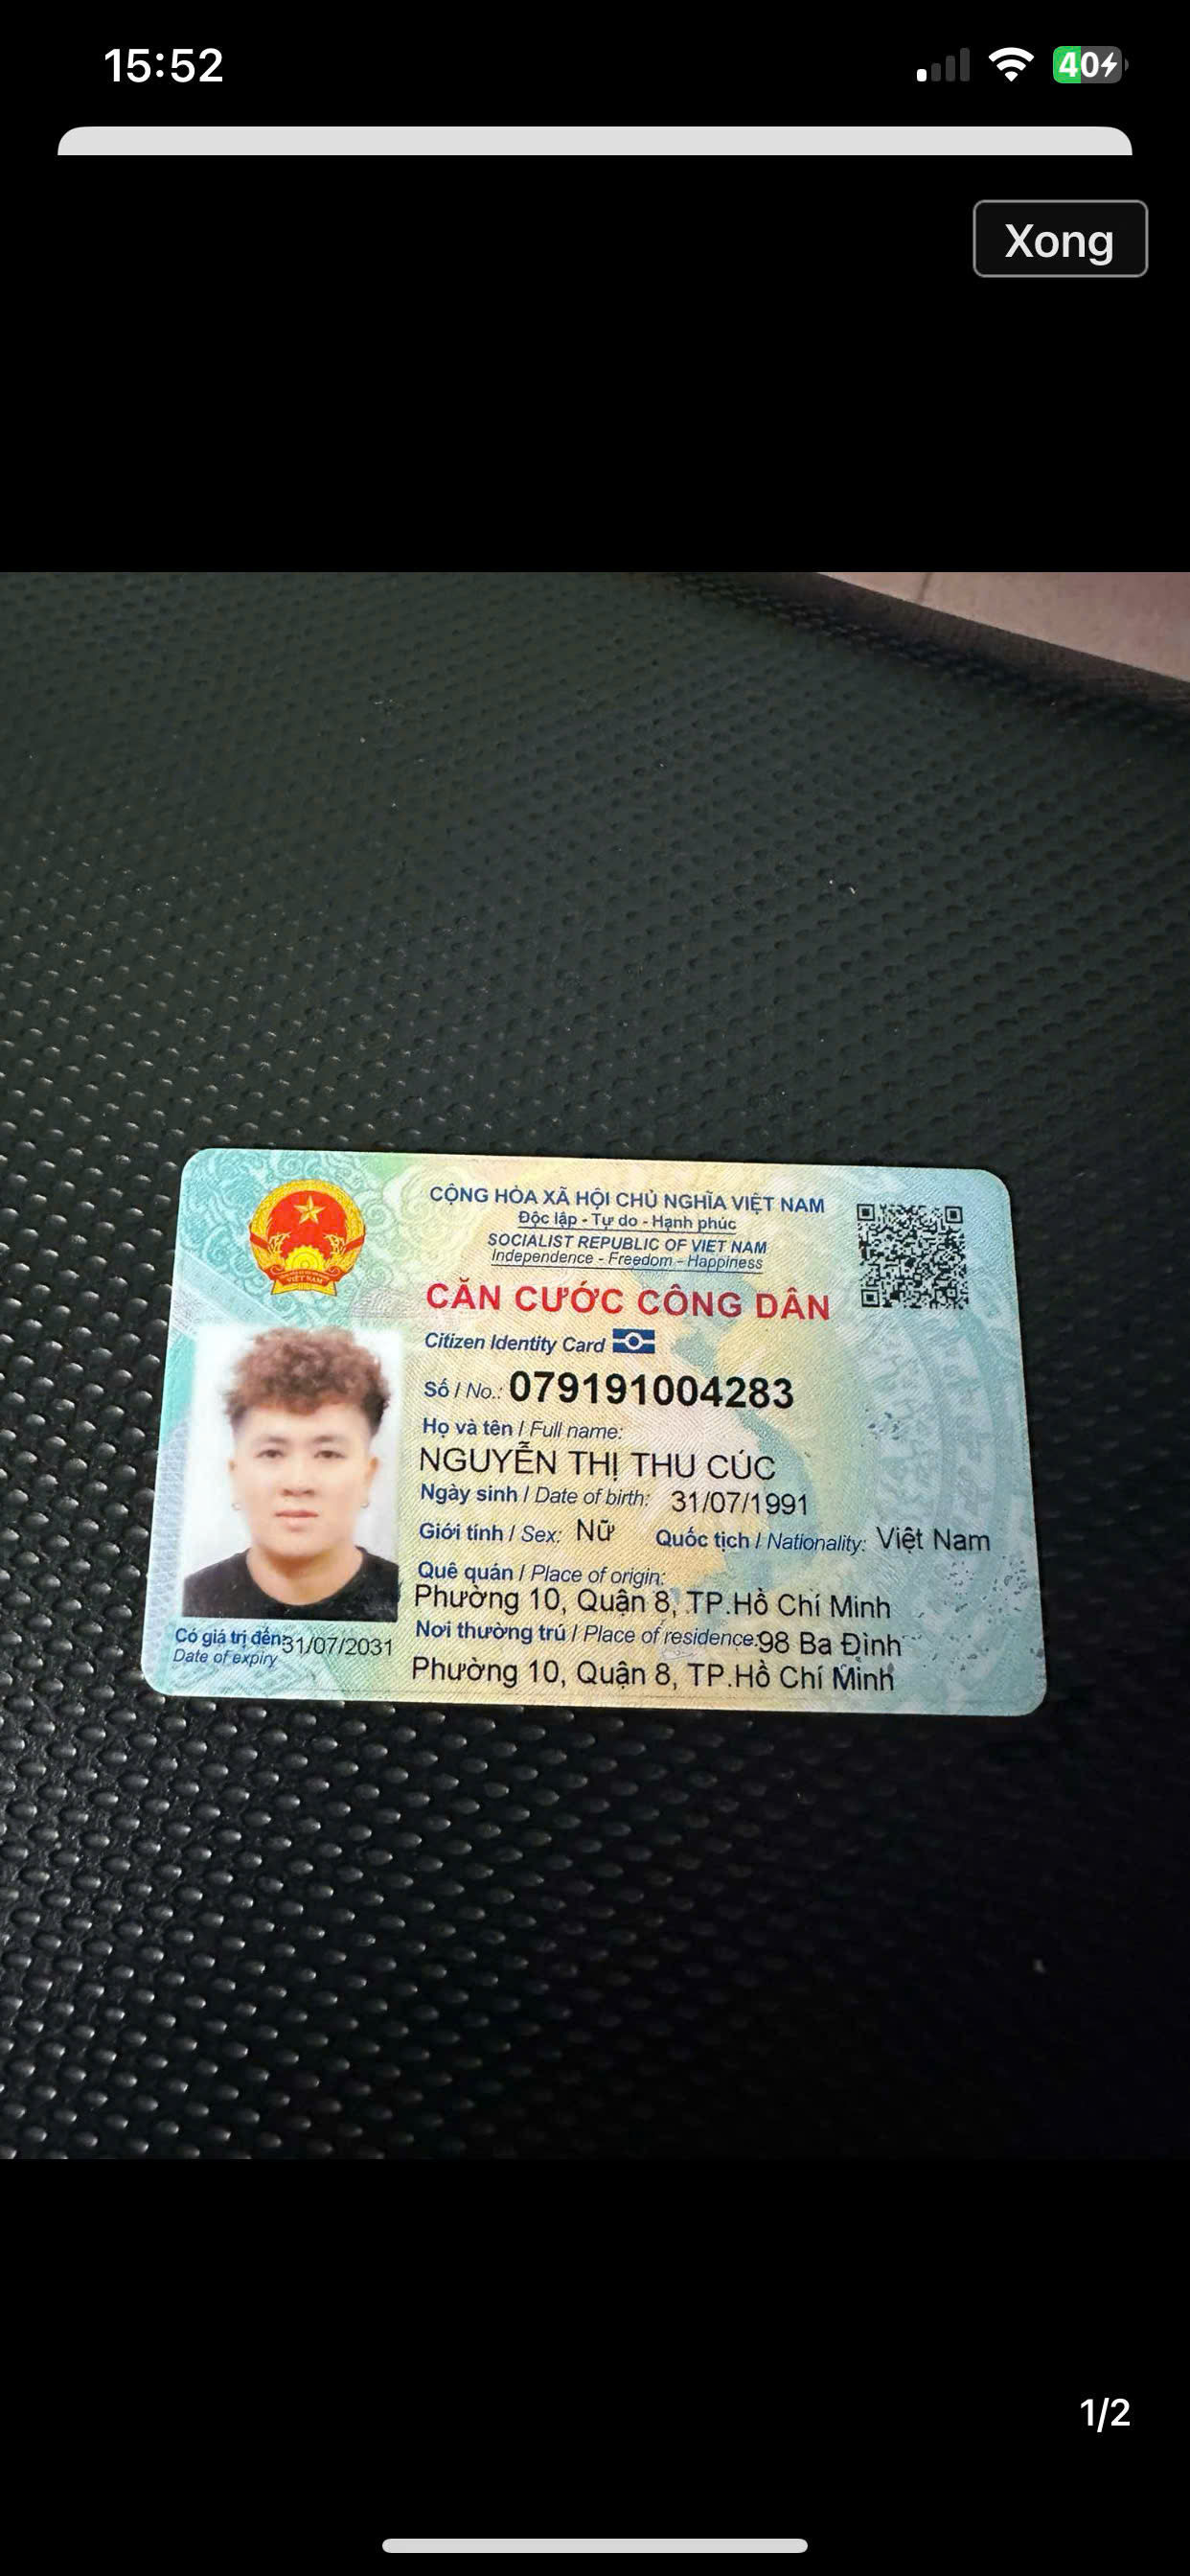 15:52
40
Xong
CỘNG HÒA XÃ HỘI CHỦ NGHĨA VIỆT NAM
Độc lập - Tự do - Hạnh phúc
SOCIALIST REPUBLIC OF VIET NAM
Independence - Freedom - Happiness
CĂN CƯỚC CÔNG DÂN
Citizen Identity Card
Số / No.: 079191004283
Họ và tên / Full name:
NGUYỄN THỊ THU CÚC
Ngày sinh / Date of birth: 31/07/1991
Giới tính / Sex: Nữ Quốc tịch / Nationality: Việt Nam
Quê quán / Place of origin:
Phường 10, Quận 8, TP.Hồ Chí Minh
Nơi thường trú / Place of residence: 98 Ba Đình
Phường 10, Quận 8, TP.Hồ Chí Minh
Có giá trị đến: 31/07/2031
Date of expiry
VIỆT NAM
1/2